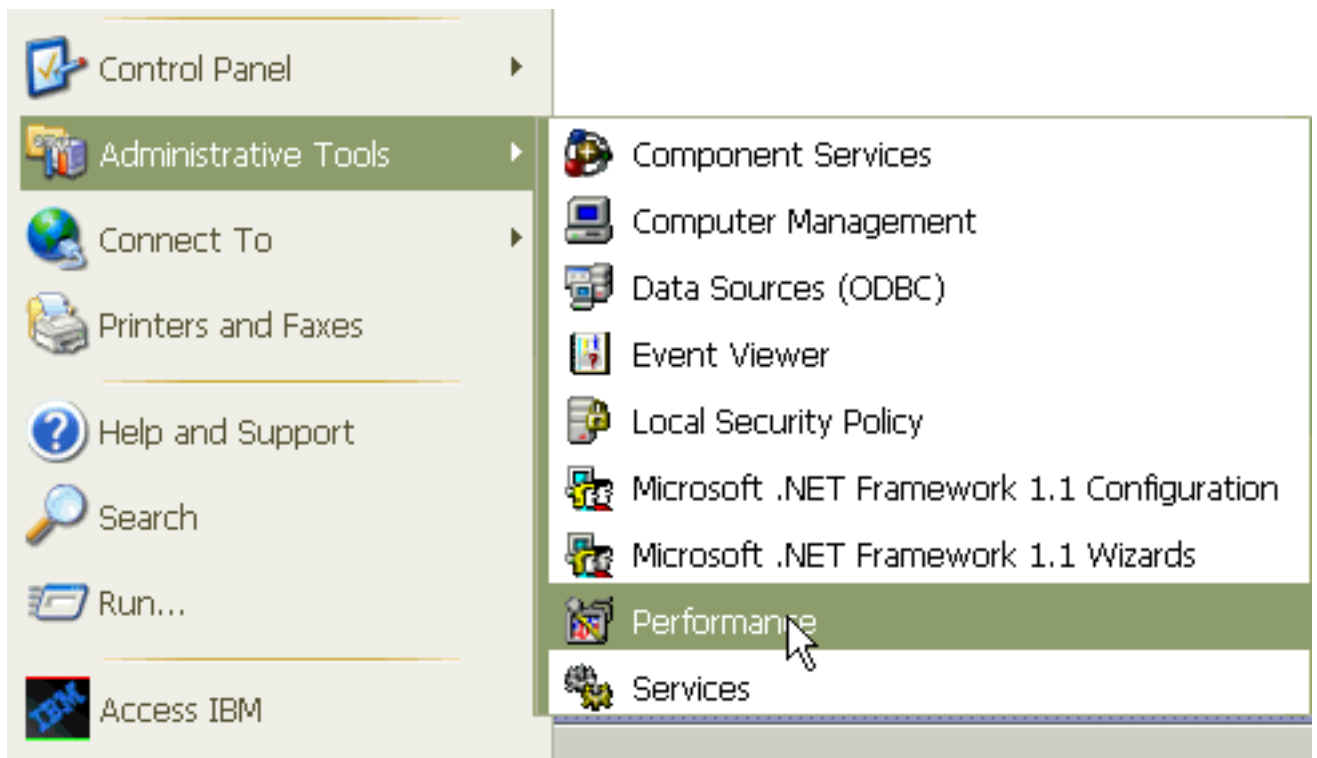 Control Panel
Administrative Tools
Connect To
Printers and Faxes
Help and Support
Search
Run...
IBM
Access IBM
Component Services
Computer Management
Data Sources (ODBC)
Event Viewer
Local Security Policy
Microsoft .NET Framework 1.1 Configuration
Microsoft .NET Framework 1.1 Wizards
Performance
Services